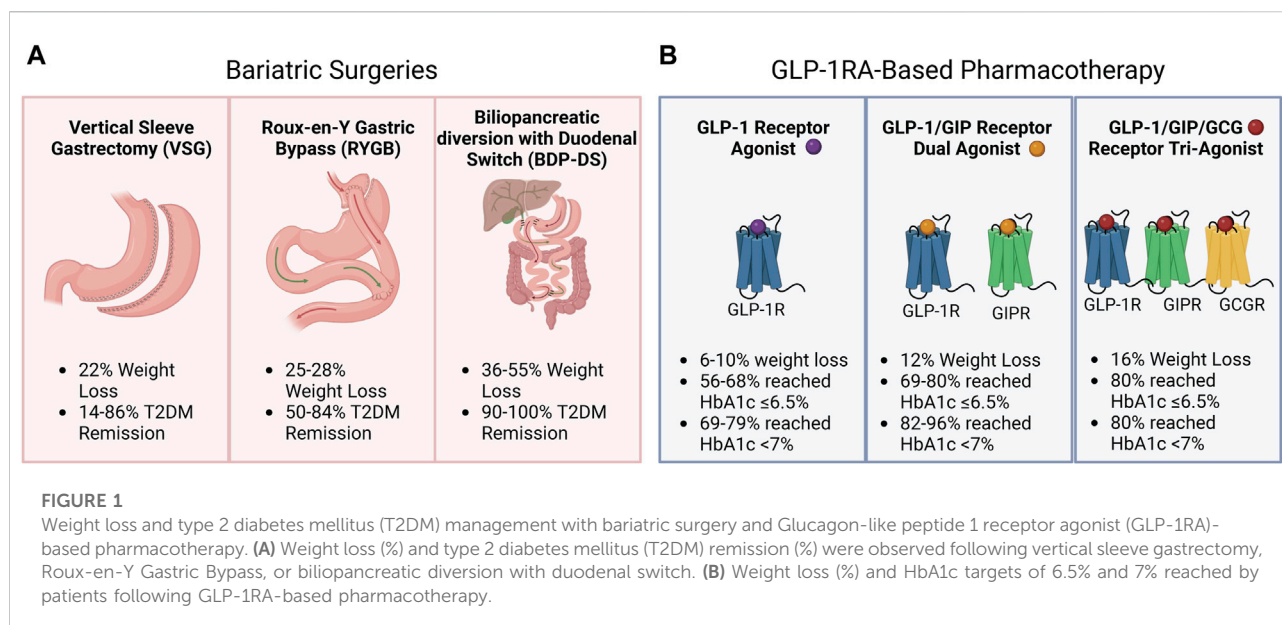 A
Bariatric Surgeries
Vertical Sleeve
Gastrectomy (VSG)
• 22% Weight
Loss
• 14-86% T2DM
Remission
Roux-en-Y Gastric
Bypass (RYGB)
• 25-28%
Weight Loss
• 50-84% T2DM
Remission
Biliopancreatic
diversion with Duodenal
Switch (BDP-DS)
• 36-55% Weight
Loss
• 90-100% T2DM
Remission
B
GLP-1RA-Based Pharmacotherapy
GLP-1 Receptor
Agonist
GLP-1R
• 6-10% weight loss
• 56-68% reached
HbA1c ≤6.5%
• 69-79% reached
HbA1c <7%
GLP-1/GIP Receptor
Dual Agonist
GLP-1R
GIPR
• 12% Weight Loss
• 69-80% reached
HbA1c ≤6.5%
• 82-96% reached
HbA1c <7%
GLP-1/GIP/GCG
Receptor Tri-Agonist
GLP-1R
GIPR
GCGR
• 16% Weight Loss
• 80% reached
HbA1c ≤6.5%
• 80% reached
HbA1c <7%
FIGURE 1
Weight loss and type 2 diabetes mellitus (T2DM) management with bariatric surgery and Glucagon-like peptide 1 receptor agonist (GLP-1RA)-
based pharmacotherapy. (A) Weight loss (%) and type 2 diabetes mellitus (T2DM) remission (%) were observed following vertical sleeve gastrectomy,
Roux-en-Y Gastric Bypass, or biliopancreatic diversion with duodenal switch. (B) Weight loss (%) and HbA1c targets of 6.5% and 7% reached by
patients following GLP-1RA-based pharmacotherapy.